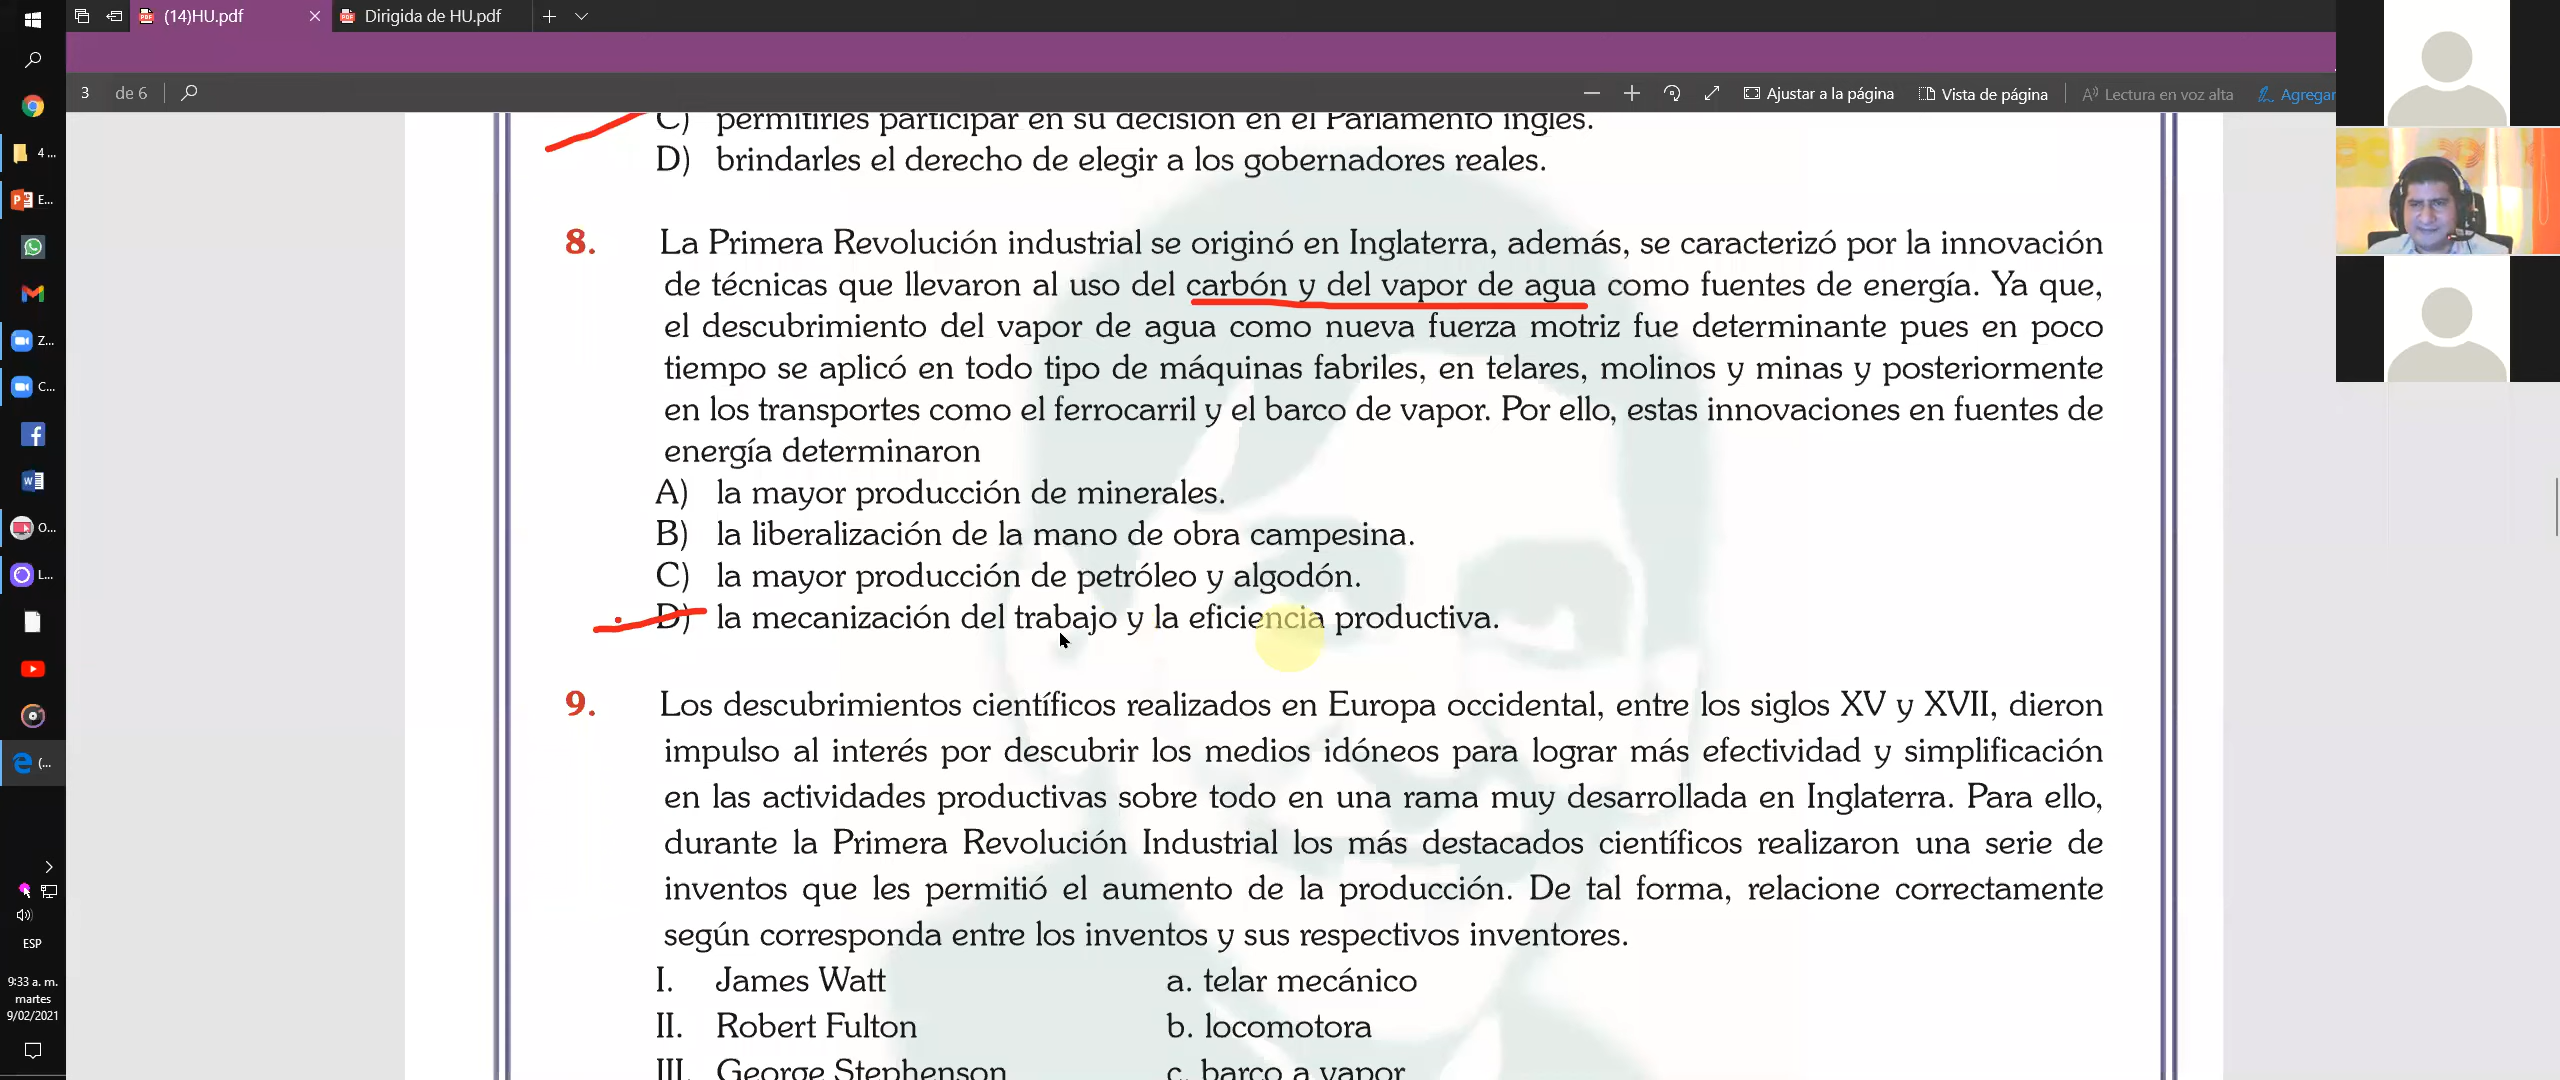 (14)HU.pdf
Dirigida de HU.pdf
3 de 6
Ajustar a la página
Vista de página
Lectura en voz alta
Agregar
C) permitirles participar en su decisión en el Parlamento inglés.
D) brindarles el derecho de elegir a los gobernadores reales.
8. La Primera Revolución industrial se originó en Inglaterra, además, se caracterizó por la innovación
de técnicas que llevaron al uso del carbón y del vapor de agua como fuentes de energía. Ya que,
el descubrimiento del vapor de agua como nueva fuerza motriz fue determinante pues en poco
tiempo se aplicó en todo tipo de máquinas fabriles, en telares, molinos y minas y posteriormente
en los transportes como el ferrocarril y el barco de vapor. Por ello, estas innovaciones en fuentes de
energía determinaron
A) la mayor producción de minerales.
B) la liberalización de la mano de obra campesina.
C) la mayor producción de petróleo y algodón.
D) la mecanización del trabajo y la eficiencia productiva.
9. Los descubrimientos científicos realizados en Europa occidental, entre los siglos XV y XVII, dieron
impulso al interés por descubrir los medios idóneos para lograr más efectividad y simplificación
en las actividades productivas sobre todo en una rama muy desarrollada en Inglaterra. Para ello,
durante la Primera Revolución Industrial los más destacados científicos realizaron una serie de
inventos que les permitió el aumento de la producción. De tal forma, relacione correctamente
según corresponda entre los inventos y sus respectivos inventores.
I. James Watt a. telar mecánico
II. Robert Fulton b. locomotora
III. George Stephenson c. barco a vapor
4 ...
E...
Z...
C...
O...
L...
(...
ESP
9:33 a. m.
martes
9/02/2021